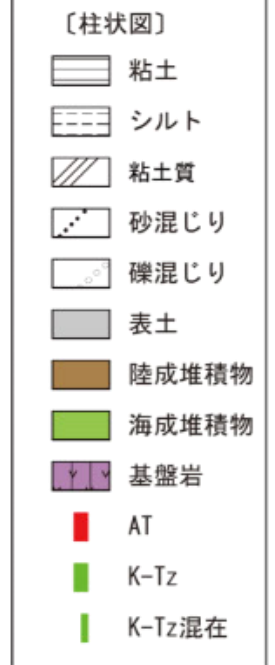 〔柱状図〕
粘土
シルト
粘土質
砂混じり
礫混じり
表土
陸成堆積物
海成堆積物
基盤岩
AT
K-Tz
K-Tz混在